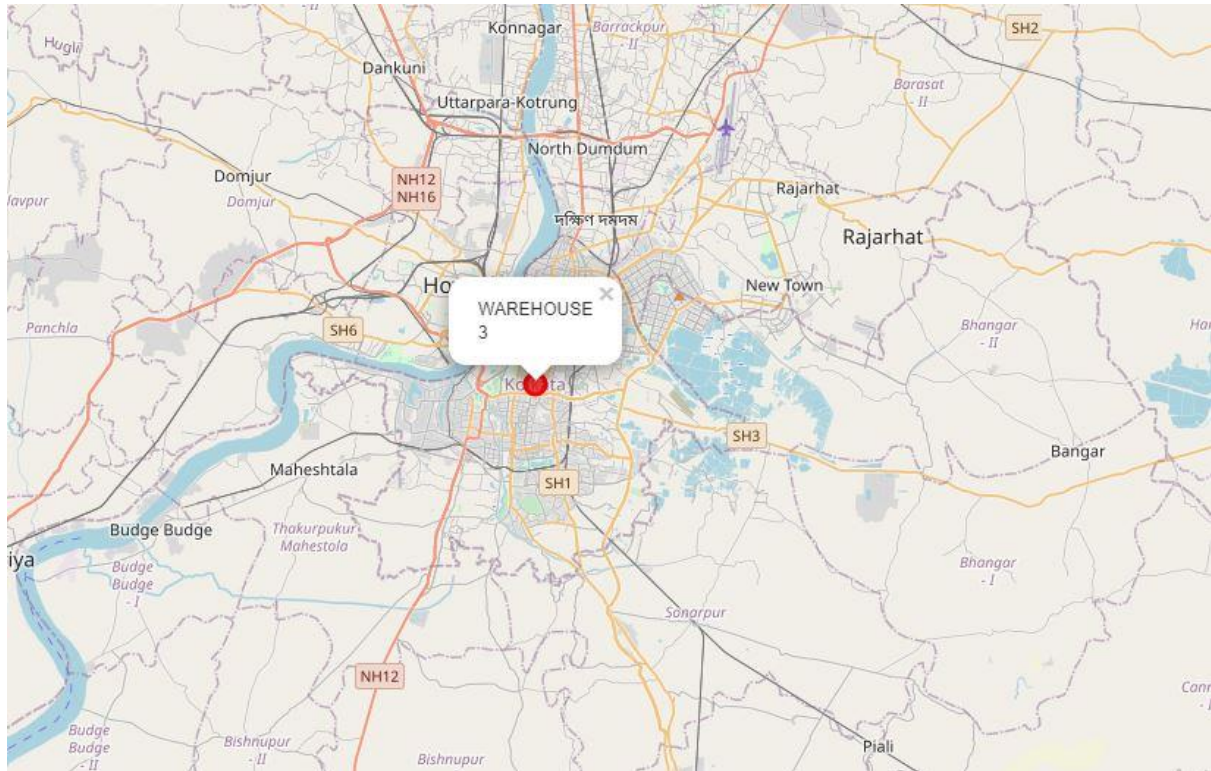 Konnagar
Barrackpur
- II
SH2
Hugli
Dankuni
Barasat
- II
Uttarpara-Kotrung
North Dumdum
Domjur
Domjur
NH12
NH16
Rajarhat
দক্ষিণ দমদম
Rajarhat
New Town
WAREHOUSE
3
×
Panchla
SH6
Bhangar
- II
SH3
Bangar
Maheshtala
SH1
Budge Budge
Thakurpukur
Mahestola
Budge
Budge
- I
Bhangar
- I
Sonarpur
NH12
Budge
Budge
- II
Bishnupur
- II
Bishnupur
Piali